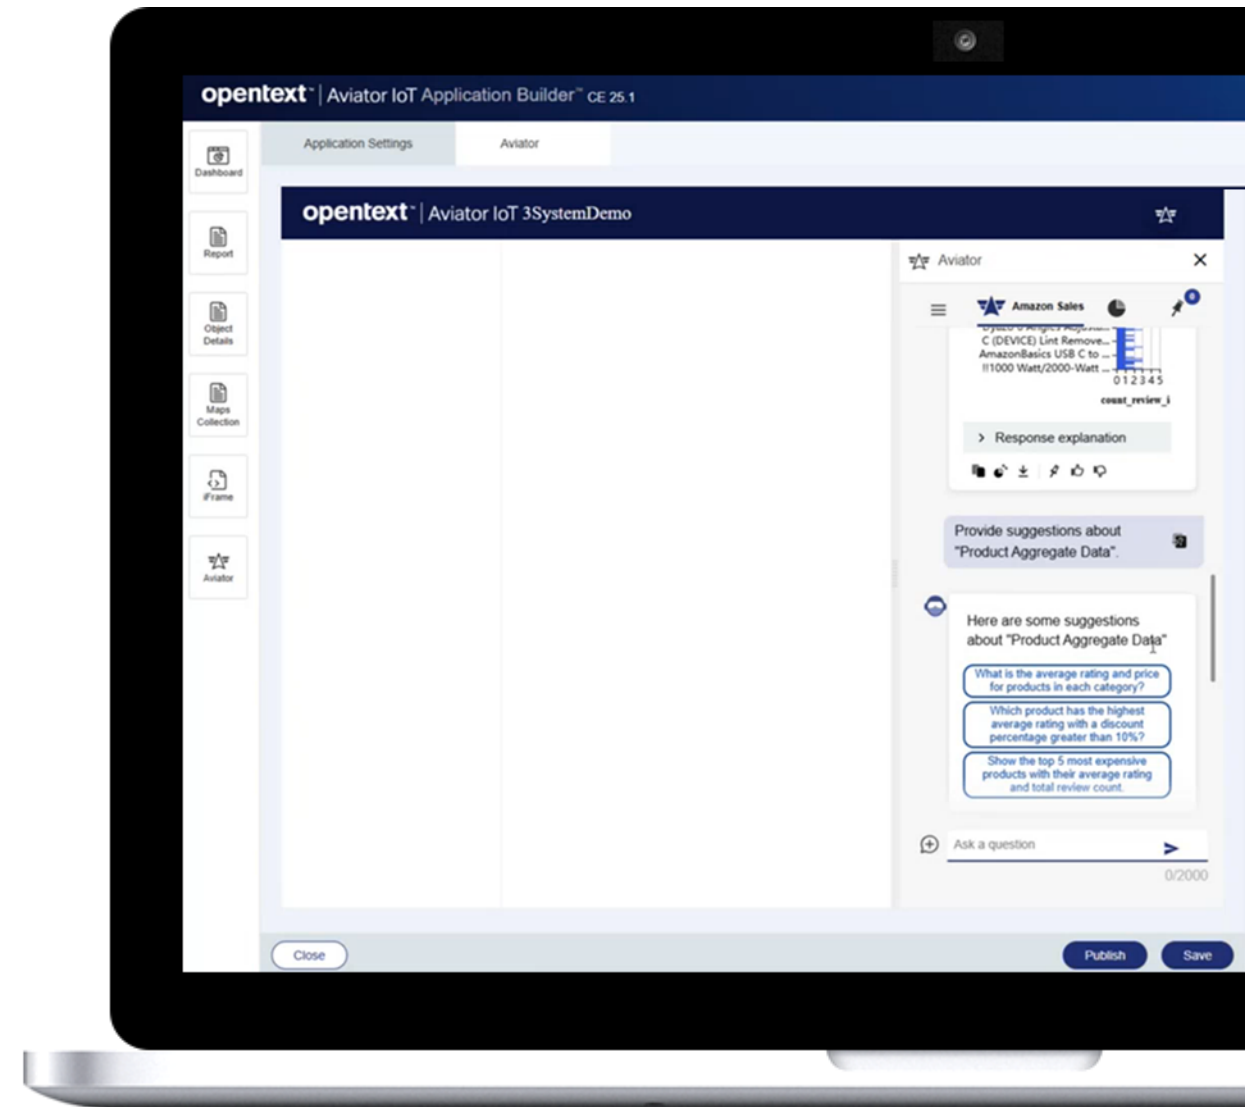 opentext™ | Aviator IoT Application Builder™ CE 25.1
Application Settings
Aviator
Dashboard
Report
Object
Details
Maps
Collection
iFrame
Aviator
opentext™ | Aviator IoT 3SystemDemo
Aviator
Amazon Sales
0
C (DEVICE) Lint Remove...
AmazonBasics USB C to ...
!!1000 Watt/2000-Watt ...
0 1 2 3 4 5
count_review_i
Response explanation
Provide suggestions about
"Product Aggregate Data".
Here are some suggestions
about "Product Aggregate Data"
What is the average rating and price
for products in each category?
Which product has the highest
average rating with a discount
percentage greater than 10%?
Show the top 5 most expensive
products with their average rating
and total review count.
Ask a question
0/2000
Close
Publish
Save